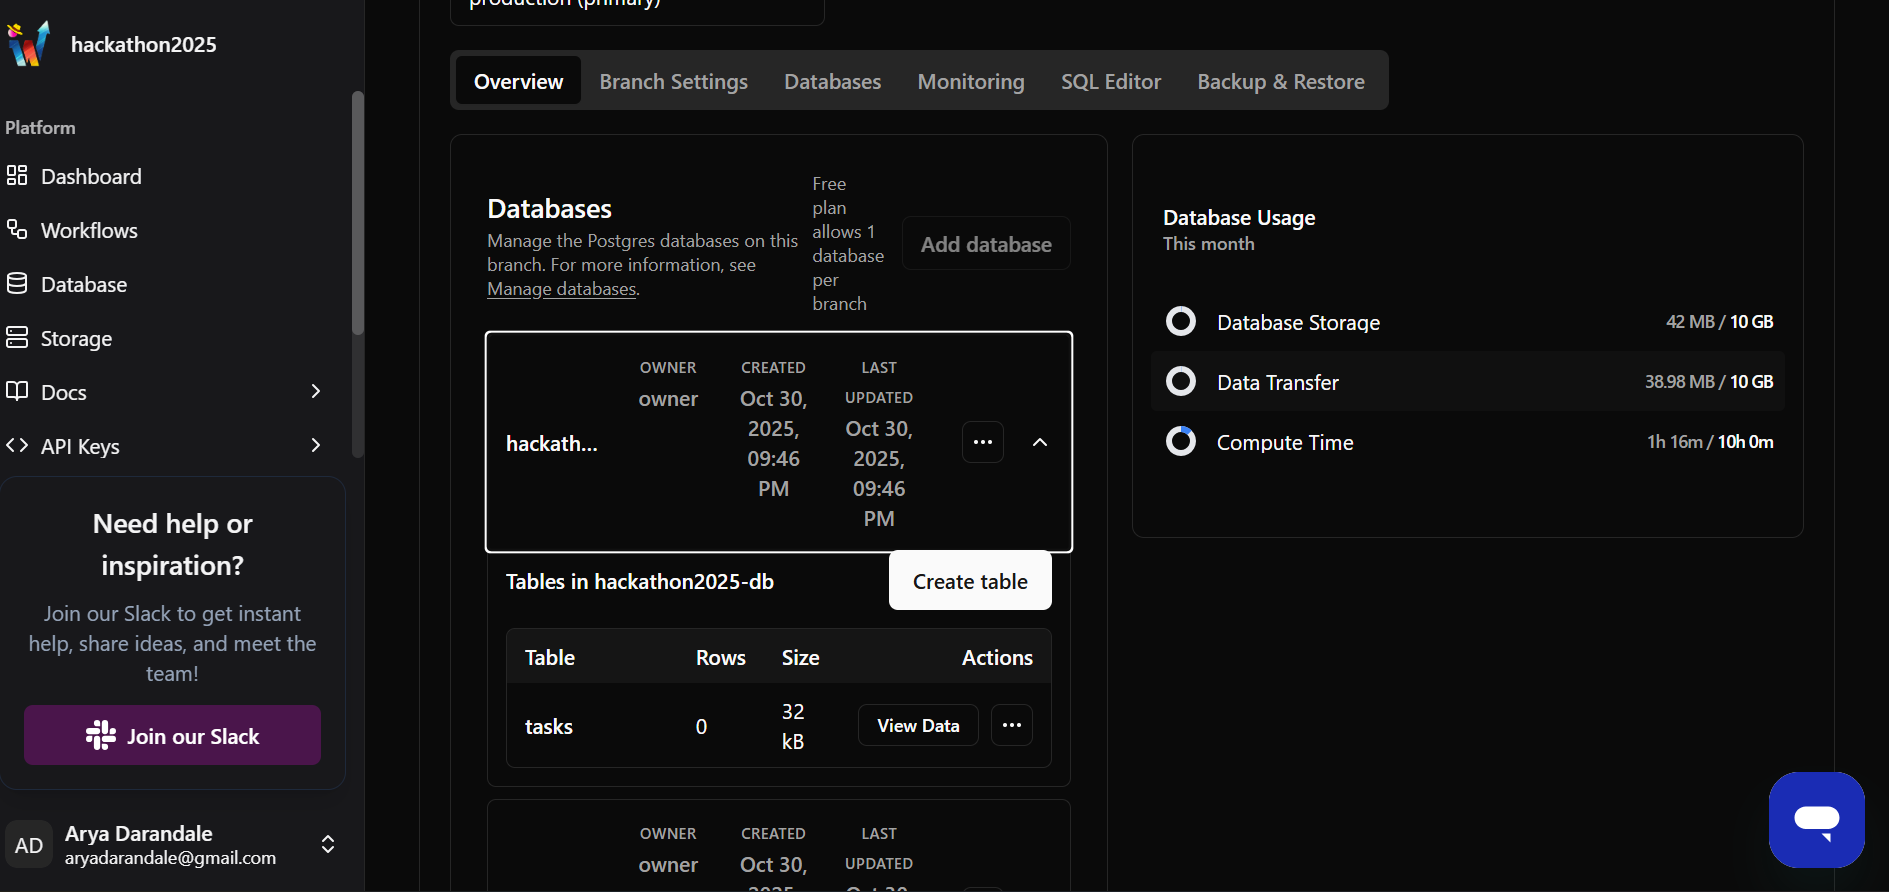 hackathon2025
Platform
Dashboard
Workflows
Database
Storage
Docs
API Keys
Need help or
inspiration?
Join our Slack to get instant
help, share ideas, and meet the
team!
Join our Slack
AD
Arya Darandale
aryadarandale@gmail.com
production (primary)
Overview
Branch Settings
Databases
Monitoring
SQL Editor
Backup & Restore
Databases
Manage the Postgres databases on this
branch. For more information, see
Manage databases.
Free
plan
allows 1
database
per
branch
Add database
hackath...
OWNER
owner
CREATED
Oct 30,
2025,
09:46
PM
LAST
UPDATED
Oct 30,
2025,
09:46
PM
Tables in hackathon2025-db
Create table
Table Rows Size Actions
tasks 0 32
kB
View Data
OWNER
owner
CREATED
Oct 30,
2025
LAST
UPDATED
Oct 30
Database Usage
This month
Database Storage 42 MB / 10 GB
Data Transfer 38.98 MB / 10 GB
Compute Time 1h 16m / 10h 0m